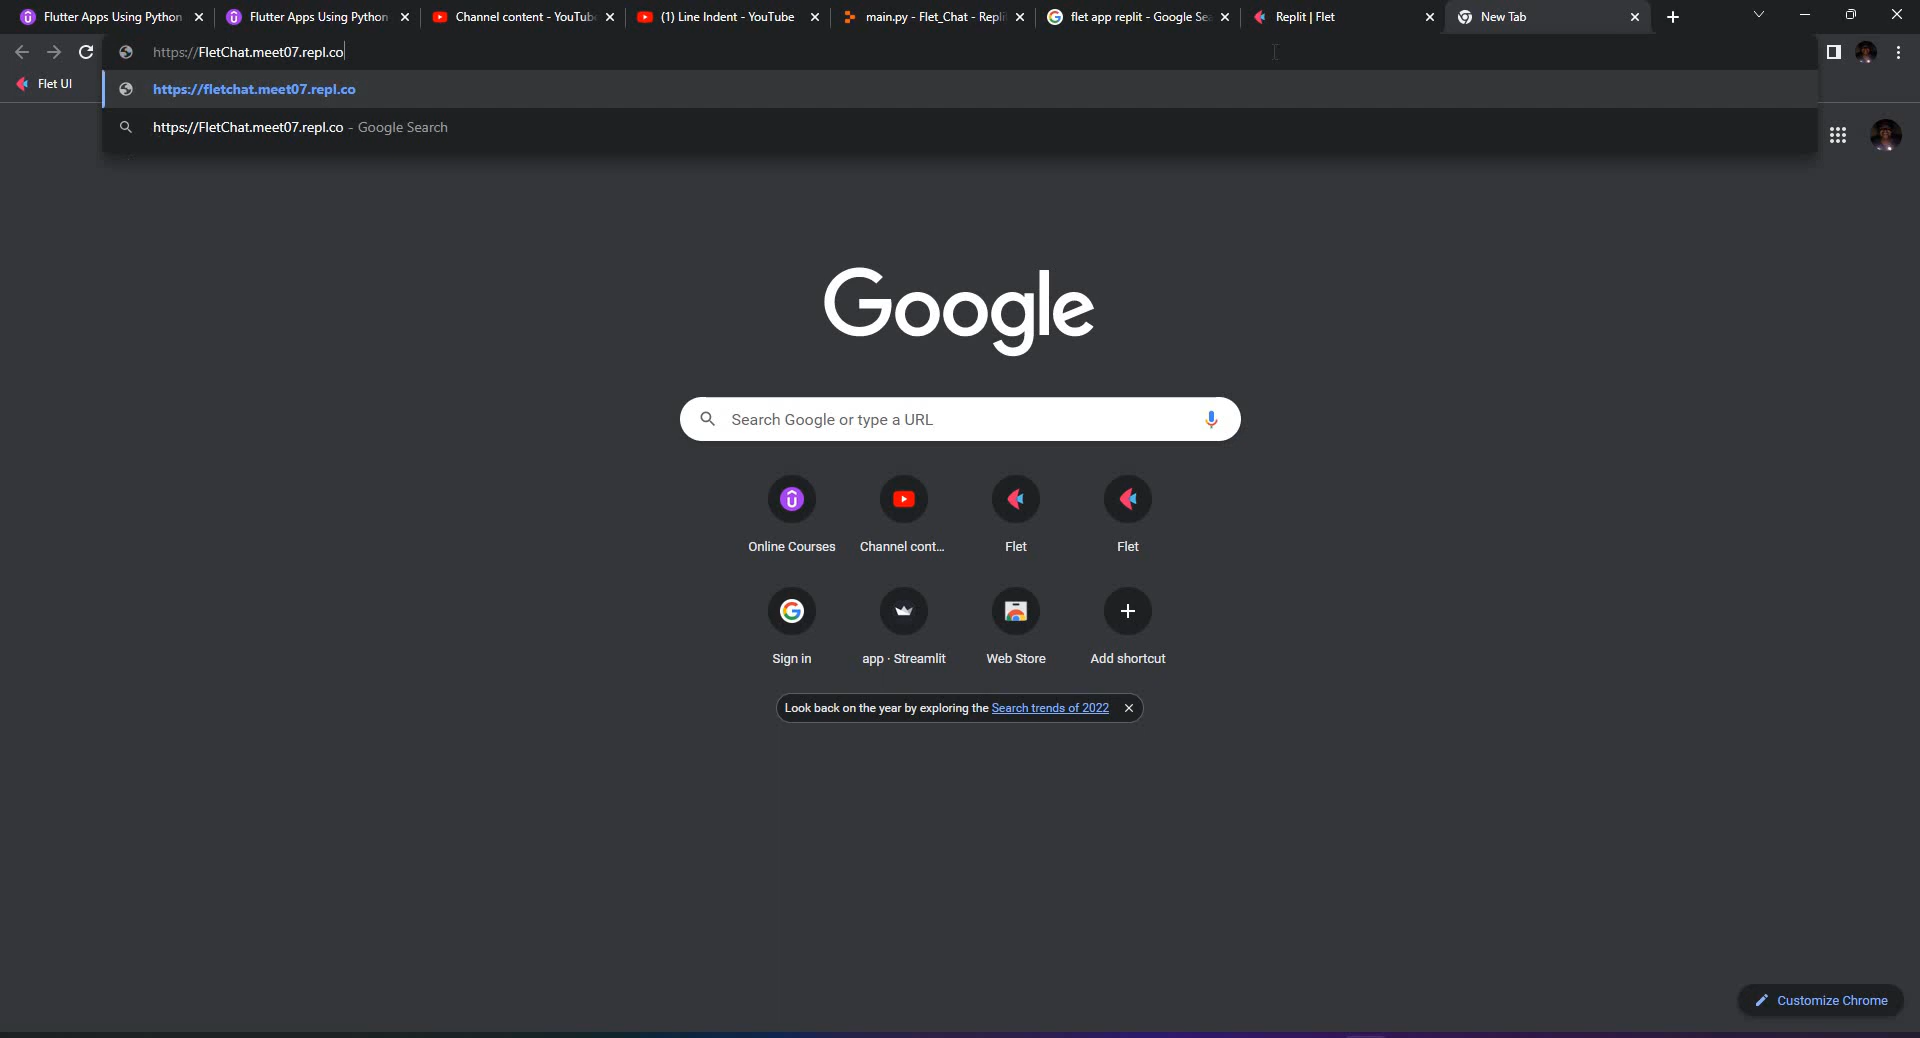 Flutter Apps Using Python
Flutter Apps Using Python
Channel content - YouTube
(1) Line Indent - YouTube
main.py - Flet_Chat - Repli
flet app replit - Google Se
Replit | Flet
New Tab
https://FletChat.meet07.repl.co
Flet UI
https://fletchat.meet07.repl.co
https://FletChat.meet07.repl.co - Google Search
Google
Search Google or type a URL
Online Courses
Channel cont...
Flet
Flet
Sign in
app · Streamlit
Web Store
Add shortcut
Look back on the year by exploring the Search trends of 2022
Customize Chrome